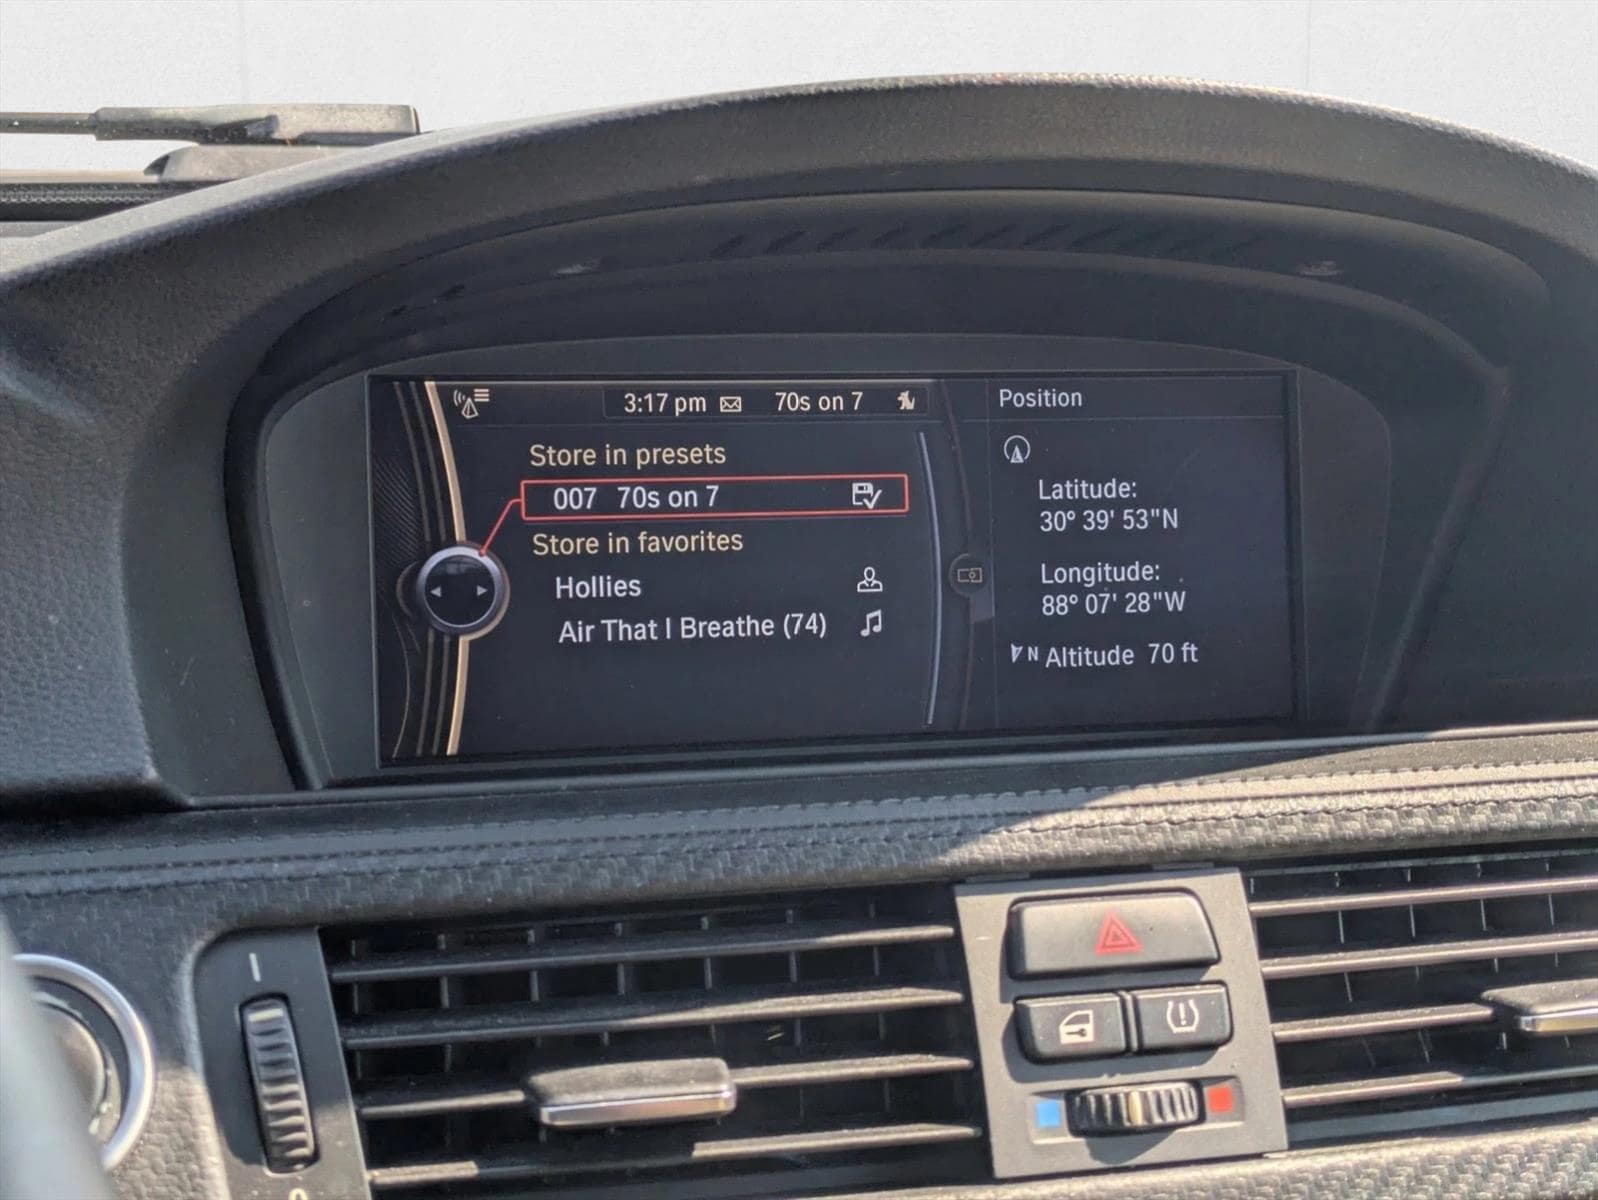 3:17 pm 70s on 7
Store in presets
007 70s on 7
Store in favorites
Hollies
Air That I Breathe (74)
Position
Latitude:
30° 39' 53"N
Longitude:
88° 07' 28"W
N Altitude 70 ft